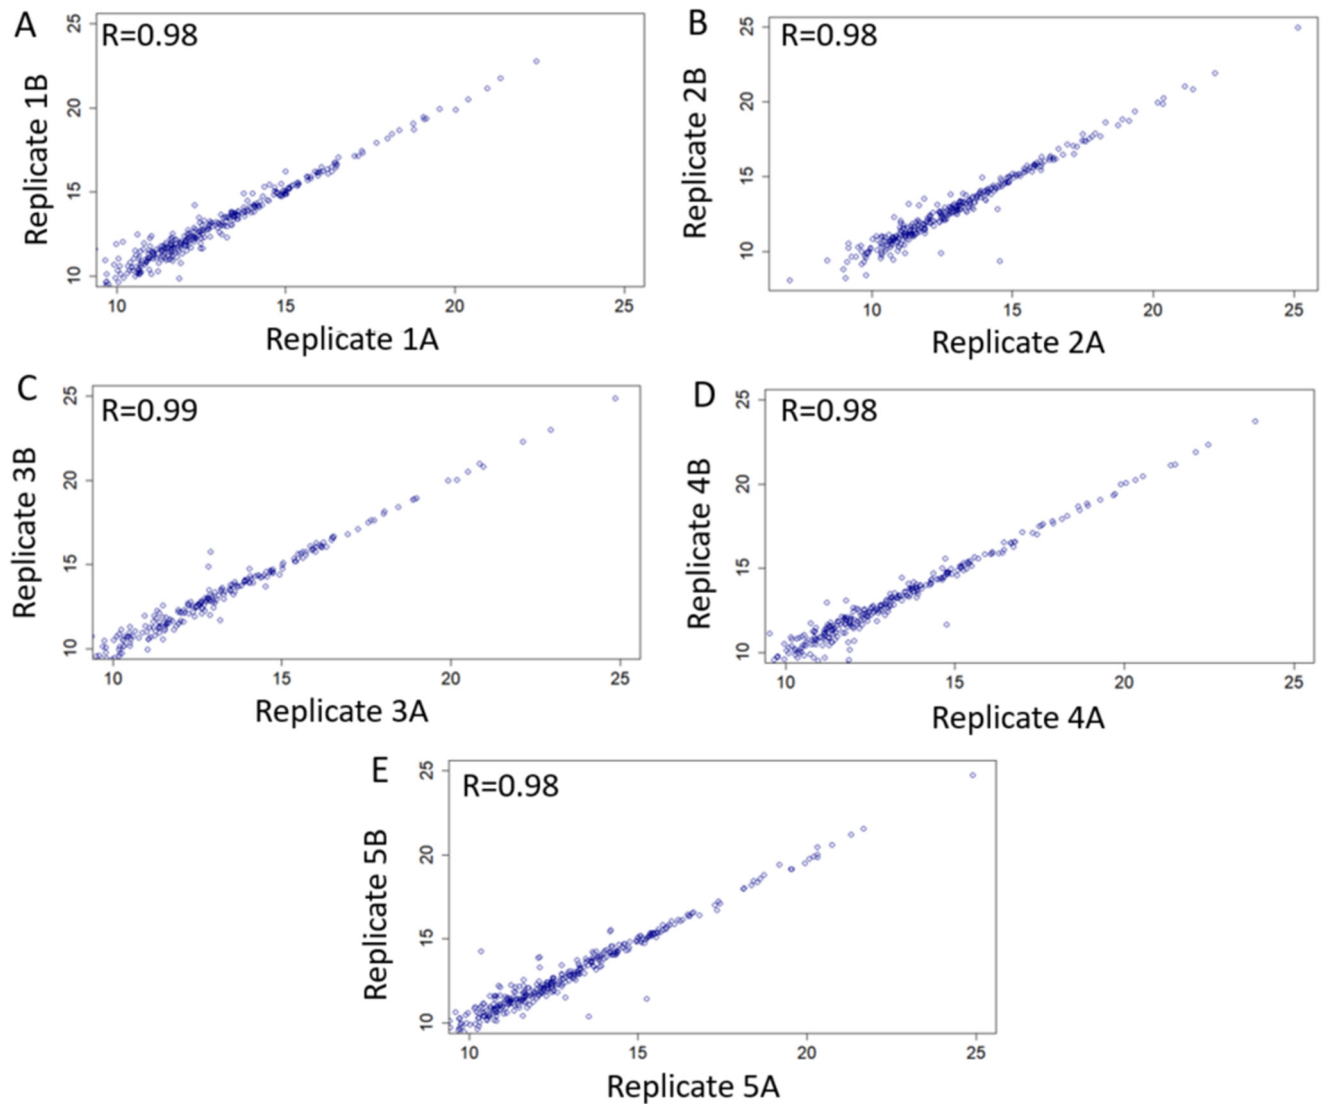 A
R=0.98
Replicate 1B
25
20
15
10
10 15 20 25
Replicate 1A
B
R=0.98
Replicate 2B
25
20
15
10
10 15 20 25
Replicate 2A
C
R=0.99
Replicate 3B
25
20
15
10
10 15 20 25
Replicate 3A
D
R=0.98
Replicate 4B
25
20
15
10
10 15 20 25
Replicate 4A
E
R=0.98
Replicate 5B
25
20
15
10
10 15 20 25
Replicate 5A